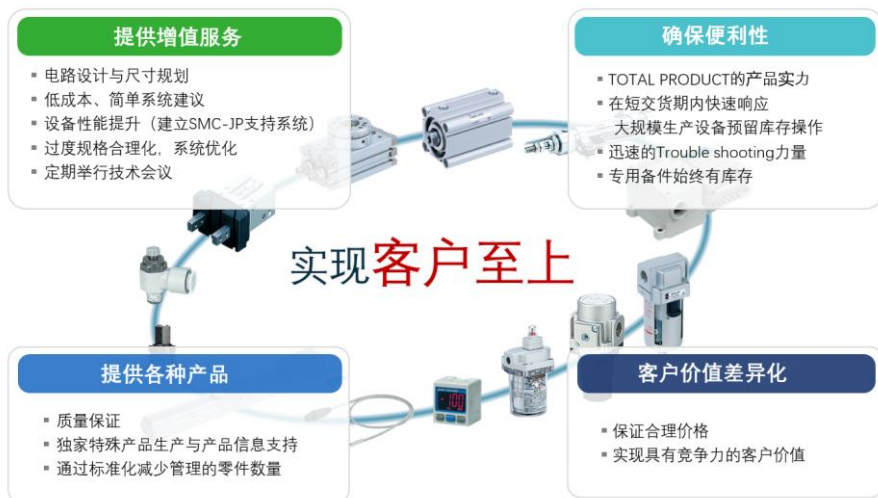 提供增值服务
▪ 电路设计与尺寸规划
▪ 低成本、简单系统建议
▪ 设备性能提升（建立SMC-JP支持系统）
▪ 过度规格合理化，系统优化
▪ 定期举行技术会议
确保便利性
▪ TOTAL PRODUCT的产品实力
▪ 在短交货期内快速响应
大规模生产设备预留库存操作
▪ 迅速的Trouble shooting力量
▪ 专用备件始终有库存
实现客户至上
提供各种产品
▪ 质量保证
▪ 独家特殊产品生产与产品信息支持
▪ 通过标准化减少管理的零件数量
-100
客户价值差异化
▪ 保证合理价格
▪ 实现具有竞争力的客户价值